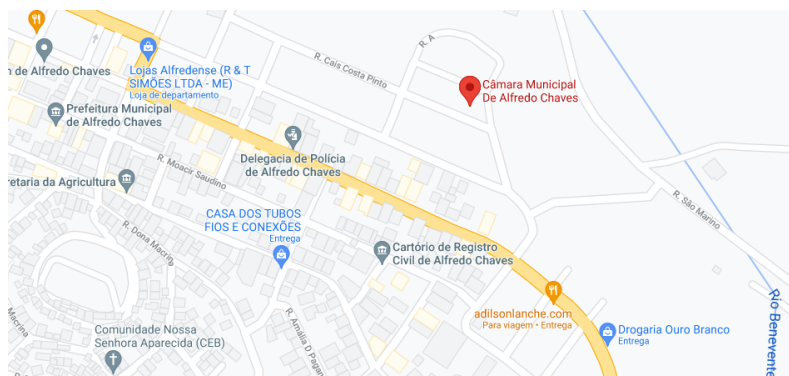 R. Cais Costa Pinto
R. A
Lojas Alfredense (R & T
SIMÕES LTDA - ME)
Loja de departamento
de Alfredo Chaves
Câmara Municipal
De Alfredo Chaves
Prefeitura Municipal
de Alfredo Chaves
Delegacia de Polícia
de Alfredo Chaves
R. Moacir Saudino
retaria da Agricultura
R. São Marino
CASA DOS TUBOS
FIOS E CONEXÕES
Entrega
R. Dona Macrina
Cartório de Registro
Civil de Alfredo Chaves
Rio Benevente
adilsonlanche.com
Para viagem • Entrega
R. Amália D Pagan
Drogaria Ouro Branco
Entrega
Comunidade Nossa
Senhora Aparecida (CEB)